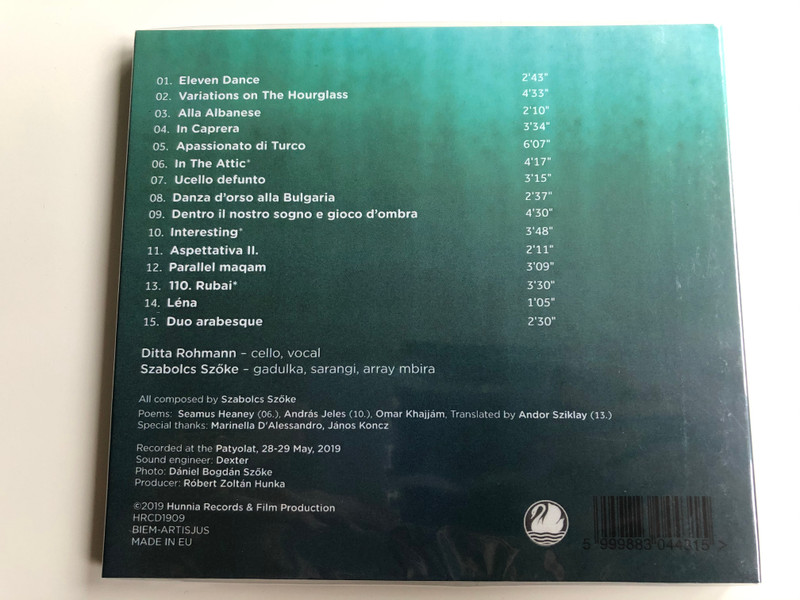 01. Eleven Dance 2'43"
02. Variations on The Hourglass 4'33"
03. Alla Albanese 2'10"
04. In Caprera 3'34"
05. Apassionato di Turco 6'07"
06. In The Attic* 4'17"
07. Ucello defunto 3'15"
08. Danza d'orso alla Bulgaria 2'37"
09. Dentro il nostro sogno e gioco d'ombra 4'30"
10. Interesting* 3'48"
11. Aspettativa II. 2'11"
12. Parallel maqam 3'09"
13. 110. Rubai* 3'30"
14. Léna 1'05"
15. Duo arabesque 2'30"
Ditta Rohmann – cello, vocal
Szabolcs Szőke – gadulka, sarangi, array mbira
All composed by Szabolcs Szőke
Poems: Seamus Heaney (06.), András Jeles (10.), Omar Khajjám, Translated by Andor Sziklay (13.)
Special thanks: Marinella D'Alessandro, János Koncz
Recorded at the Patyolat, 28-29 May, 2019
Sound engineer: Dexter
Photo: Dániel Bogdán Szőke
Producer: Róbert Zoltán Hunka
©2019 Hunnia Records & Film Production
HRCD1909
BIEM-ARTISJUS
MADE IN EU
5 999883 044315 >